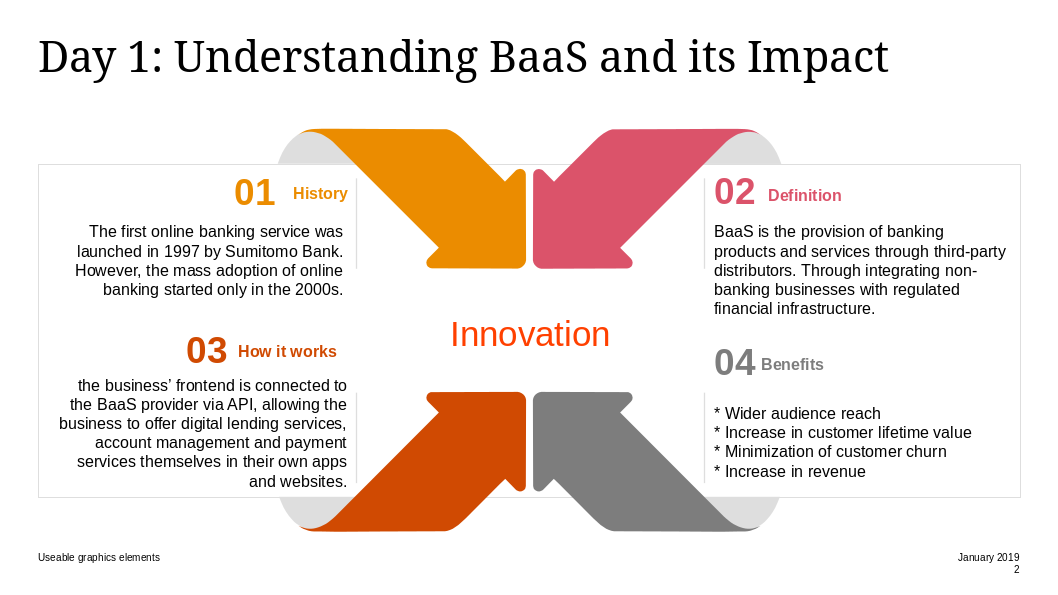 Day 1: Understanding BaaS and its Impact
01 History
The first online banking service was
launched in 1997 by Sumitomo Bank.
However, the mass adoption of online
banking started only in the 2000s.
02 Definition
BaaS is the provision of banking
products and services through third-party
distributors. Through integrating non-
banking businesses with regulated
financial infrastructure.
Innovation
03 How it works
the business’ frontend is connected to
the BaaS provider via API, allowing the
business to offer digital lending services,
account management and payment
services themselves in their own apps
and websites.
04 Benefits
* Wider audience reach
* Increase in customer lifetime value
* Minimization of customer churn
* Increase in revenue
Useable graphics elements
January 2019
2